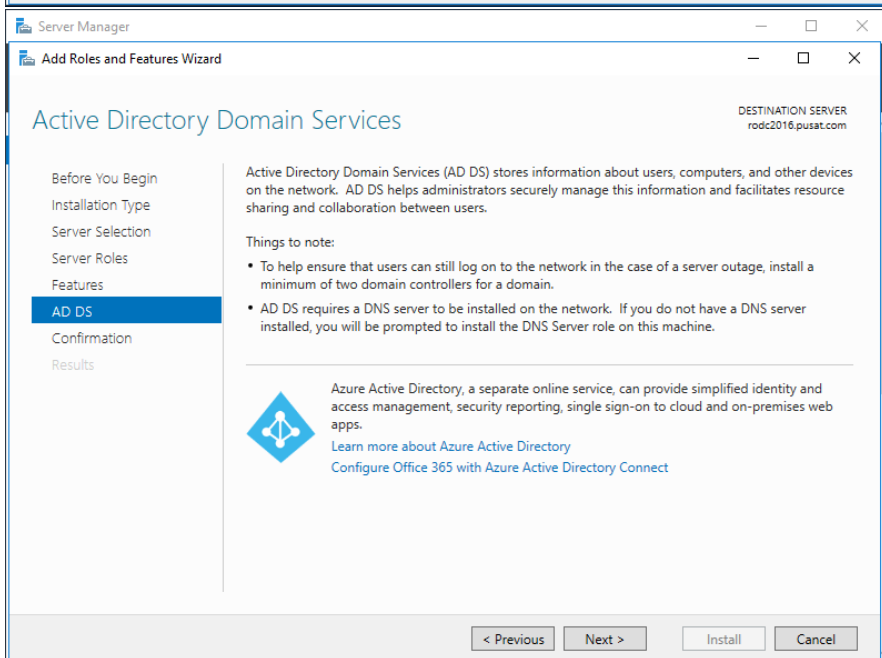 Server Manager
Add Roles and Features Wizard
Active Directory Domain Services
DESTINATION SERVER
rodc2016.pusat.com
Before You Begin
Installation Type
Server Selection
Server Roles
Features
AD DS
Confirmation
Results
Active Directory Domain Services (AD DS) stores information about users, computers, and other devices
on the network. AD DS helps administrators securely manage this information and facilitates resource
sharing and collaboration between users.
Things to note:
• To help ensure that users can still log on to the network in the case of a server outage, install a
minimum of two domain controllers for a domain.
• AD DS requires a DNS server to be installed on the network. If you do not have a DNS server
installed, you will be prompted to install the DNS Server role on this machine.
Azure Active Directory, a separate online service, can provide simplified identity and
access management, security reporting, single sign-on to cloud and on-premises web
apps.
Learn more about Azure Active Directory
Configure Office 365 with Azure Active Directory Connect
< Previous
Next >
Install
Cancel